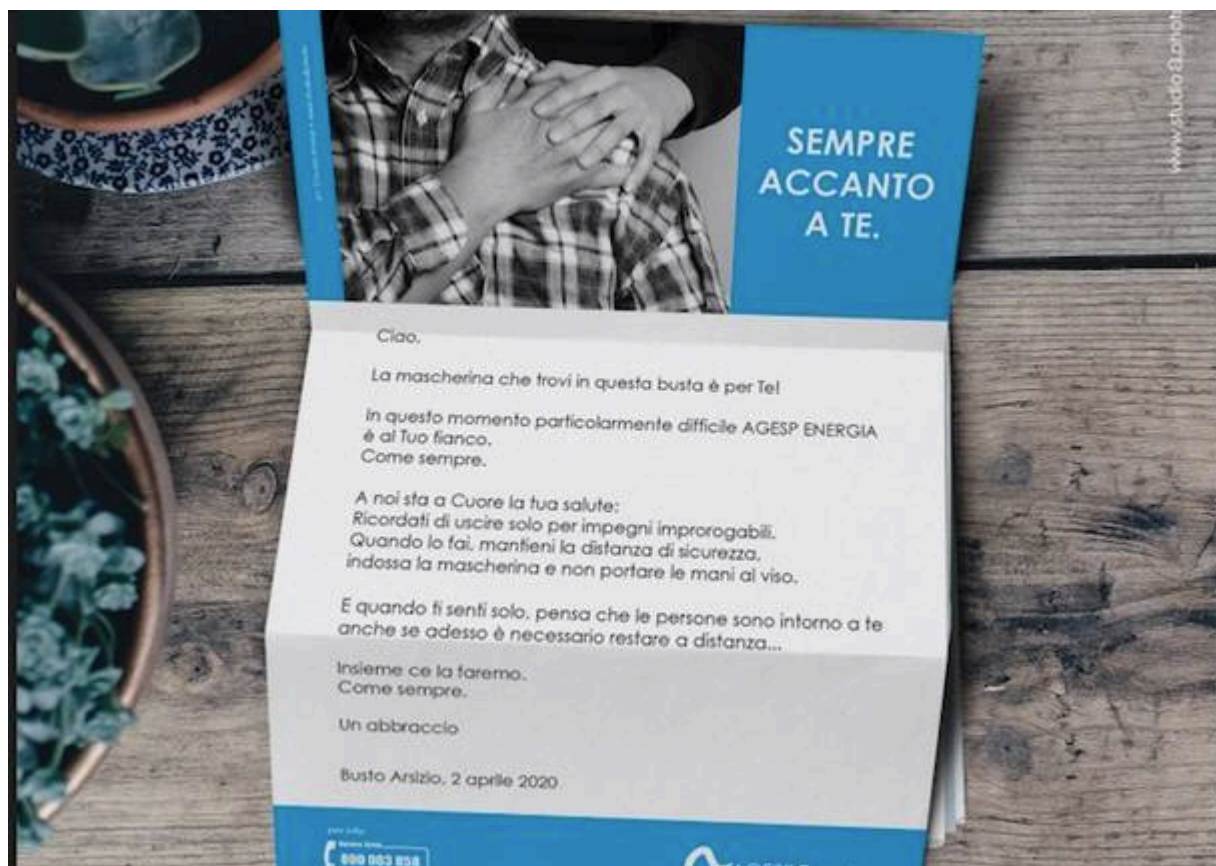 SEMPRE
ACCANTO
A TE.
Ciao,
La mascherina che trovi in questa busta è per Te!
In questo momento particolarmente difficile AGESP ENERGIA
è al Tuo fianco.
Come sempre.
A noi sta a Cuore la tua salute:
Ricordati di uscire solo per impegni improrogabili.
Quando lo fai, mantieni la distanza di sicurezza,
indossa la mascherina e non portare le mani al viso.
E quando ti senti solo, pensa che le persone sono intorno a te
anche se adesso è necessario restare a distanza...
Insieme ce la faremo.
Come sempre.
Un abbraccio
Busto Arsizio, 2 aprile 2020
per info:
800 003 858